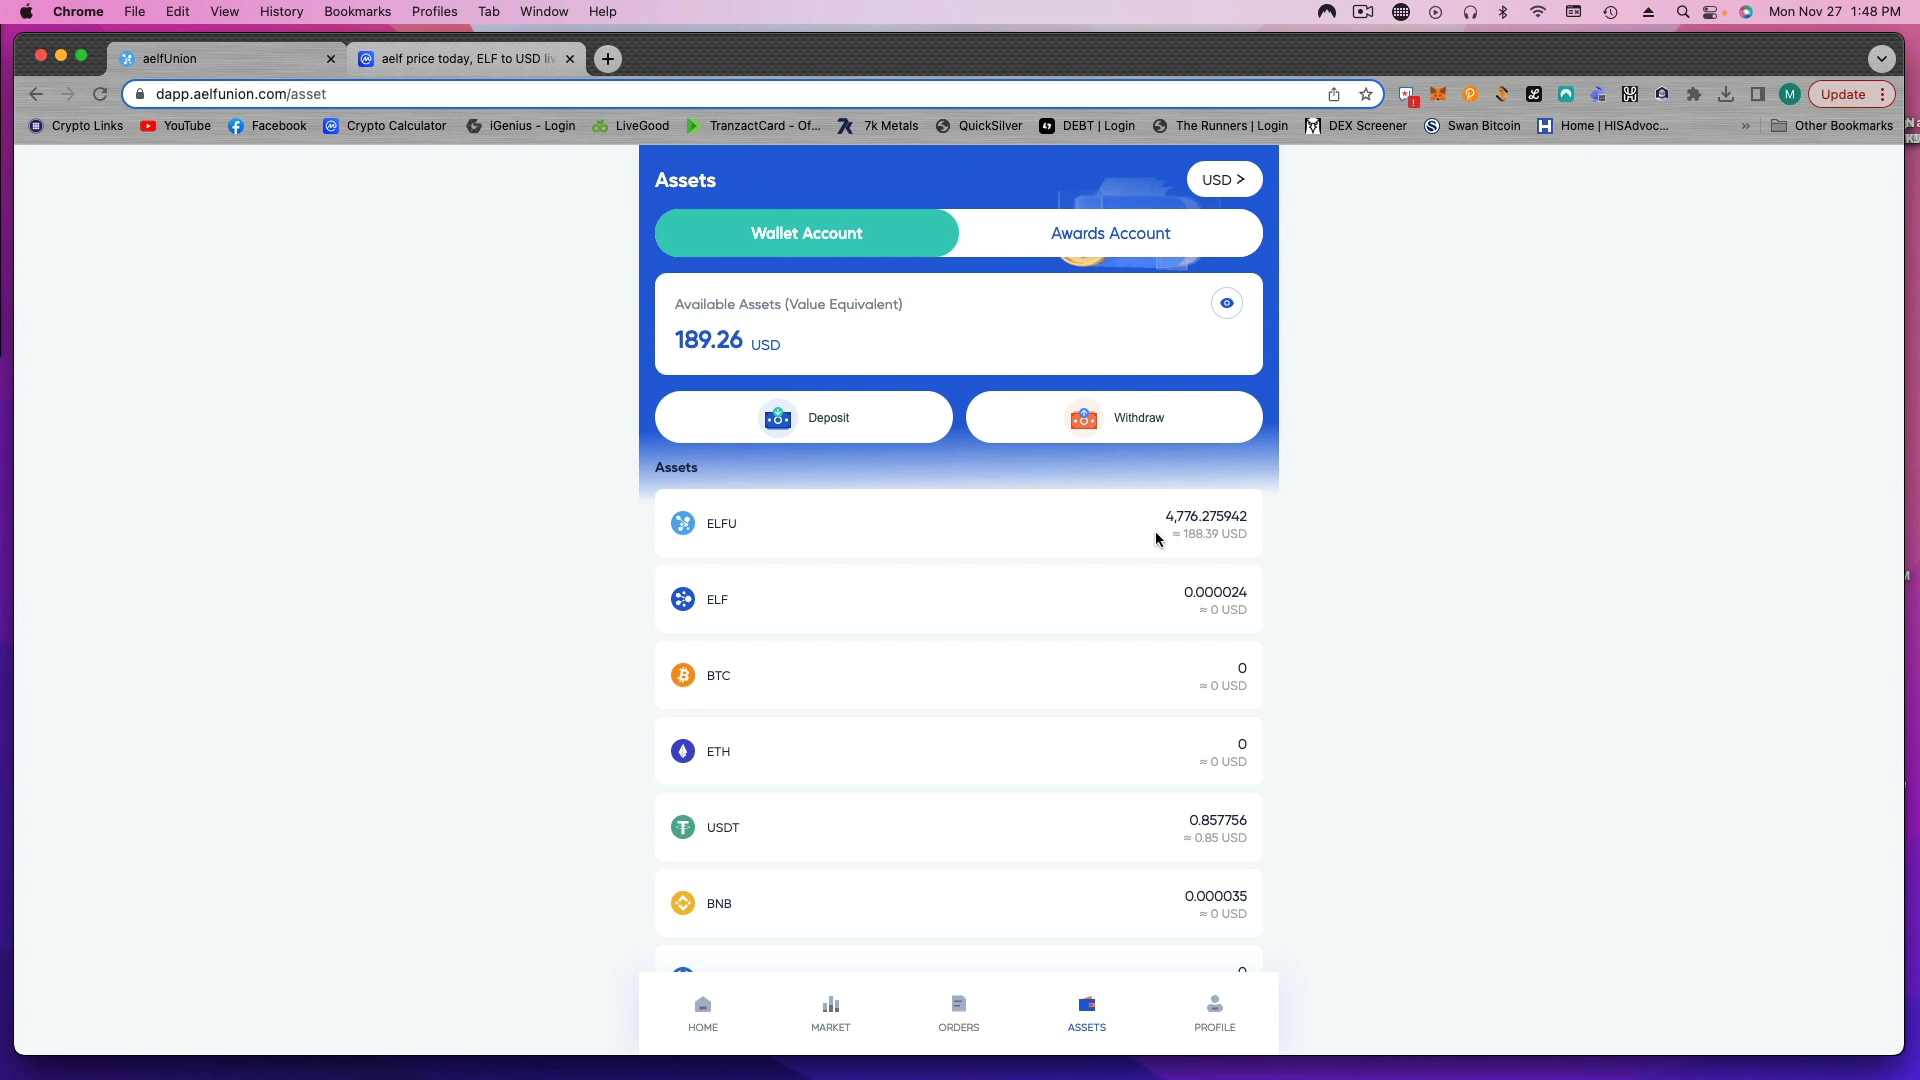 Chrome File Edit View History Bookmarks Profiles Tab Window Help Mon Nov 27 1:48 PM
aelfUnion aelf price today, ELF to USD li
dapp.aelfunion.com/asset M Update
Crypto Links YouTube Facebook Crypto Calculator iGenius - Login LiveGood TranzactCard - Of... 7k Metals QuickSilver DEBT | Login The Runners | Login DEX Screener Swan Bitcoin Home | HISAdvoc... » Other Bookmarks
Assets USD >
Wallet Account Awards Account
Available Assets (Value Equivalent)
189.26 USD
Deposit Withdraw
Assets
ELFU 4,776.275942
≈ 188.39 USD
ELF 0.000024
≈ 0 USD
BTC 0
≈ 0 USD
ETH 0
≈ 0 USD
USDT 0.857756
≈ 0.85 USD
BNB 0.000035
≈ 0 USD
HOME MARKET ORDERS ASSETS PROFILE